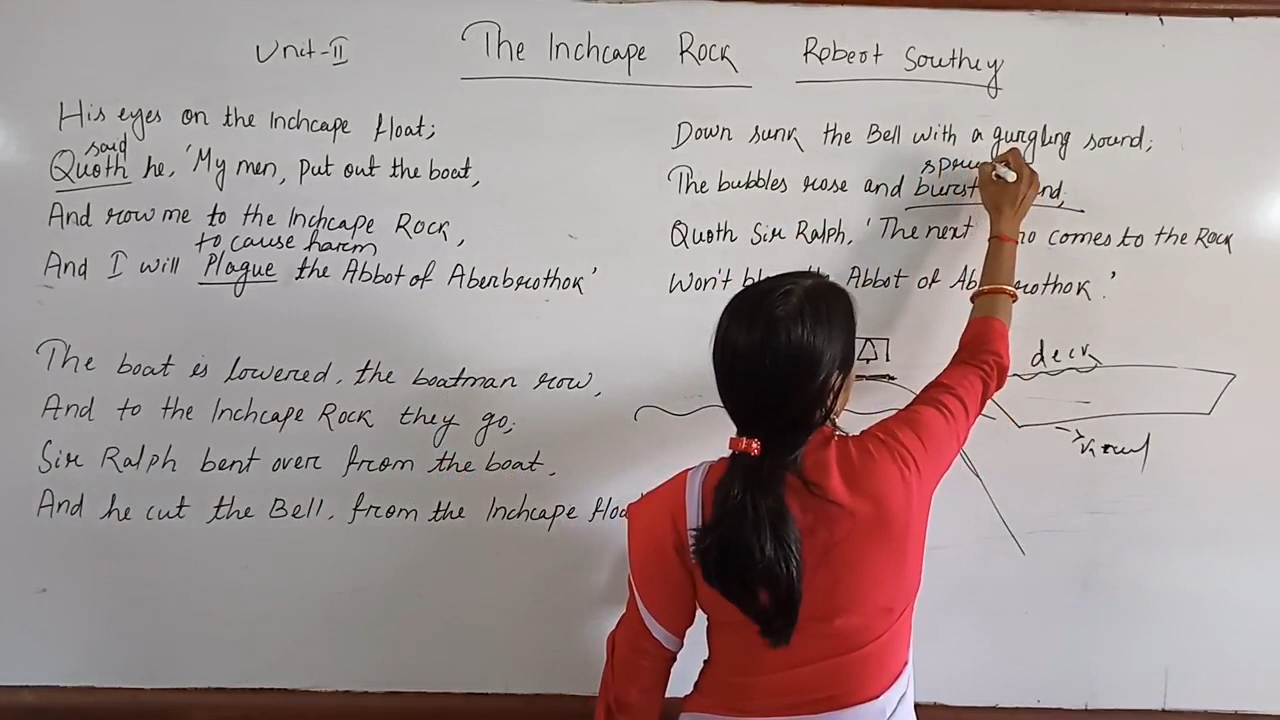 Unit-II
The Inchcape Rock
Robert Southey
His eyes on the Inchcape float;
said
Quoth he, 'My men, put out the boat,
And row me to the Inchcape Rock,
to cause harm
And I will Plague the Abbot of Aberbrothok'
The boat is lowered, the boatman row,
And to the Inchcape Rock they go;
Sir Ralph bent over from the boat,
And he cut the Bell, from the Inchcape
Down sunk the Bell with a gurgling sound;
The bubbles rose and burst
Quoth Sir Ralph, 'The next comes to the Rock
Won't Abbot of
deck